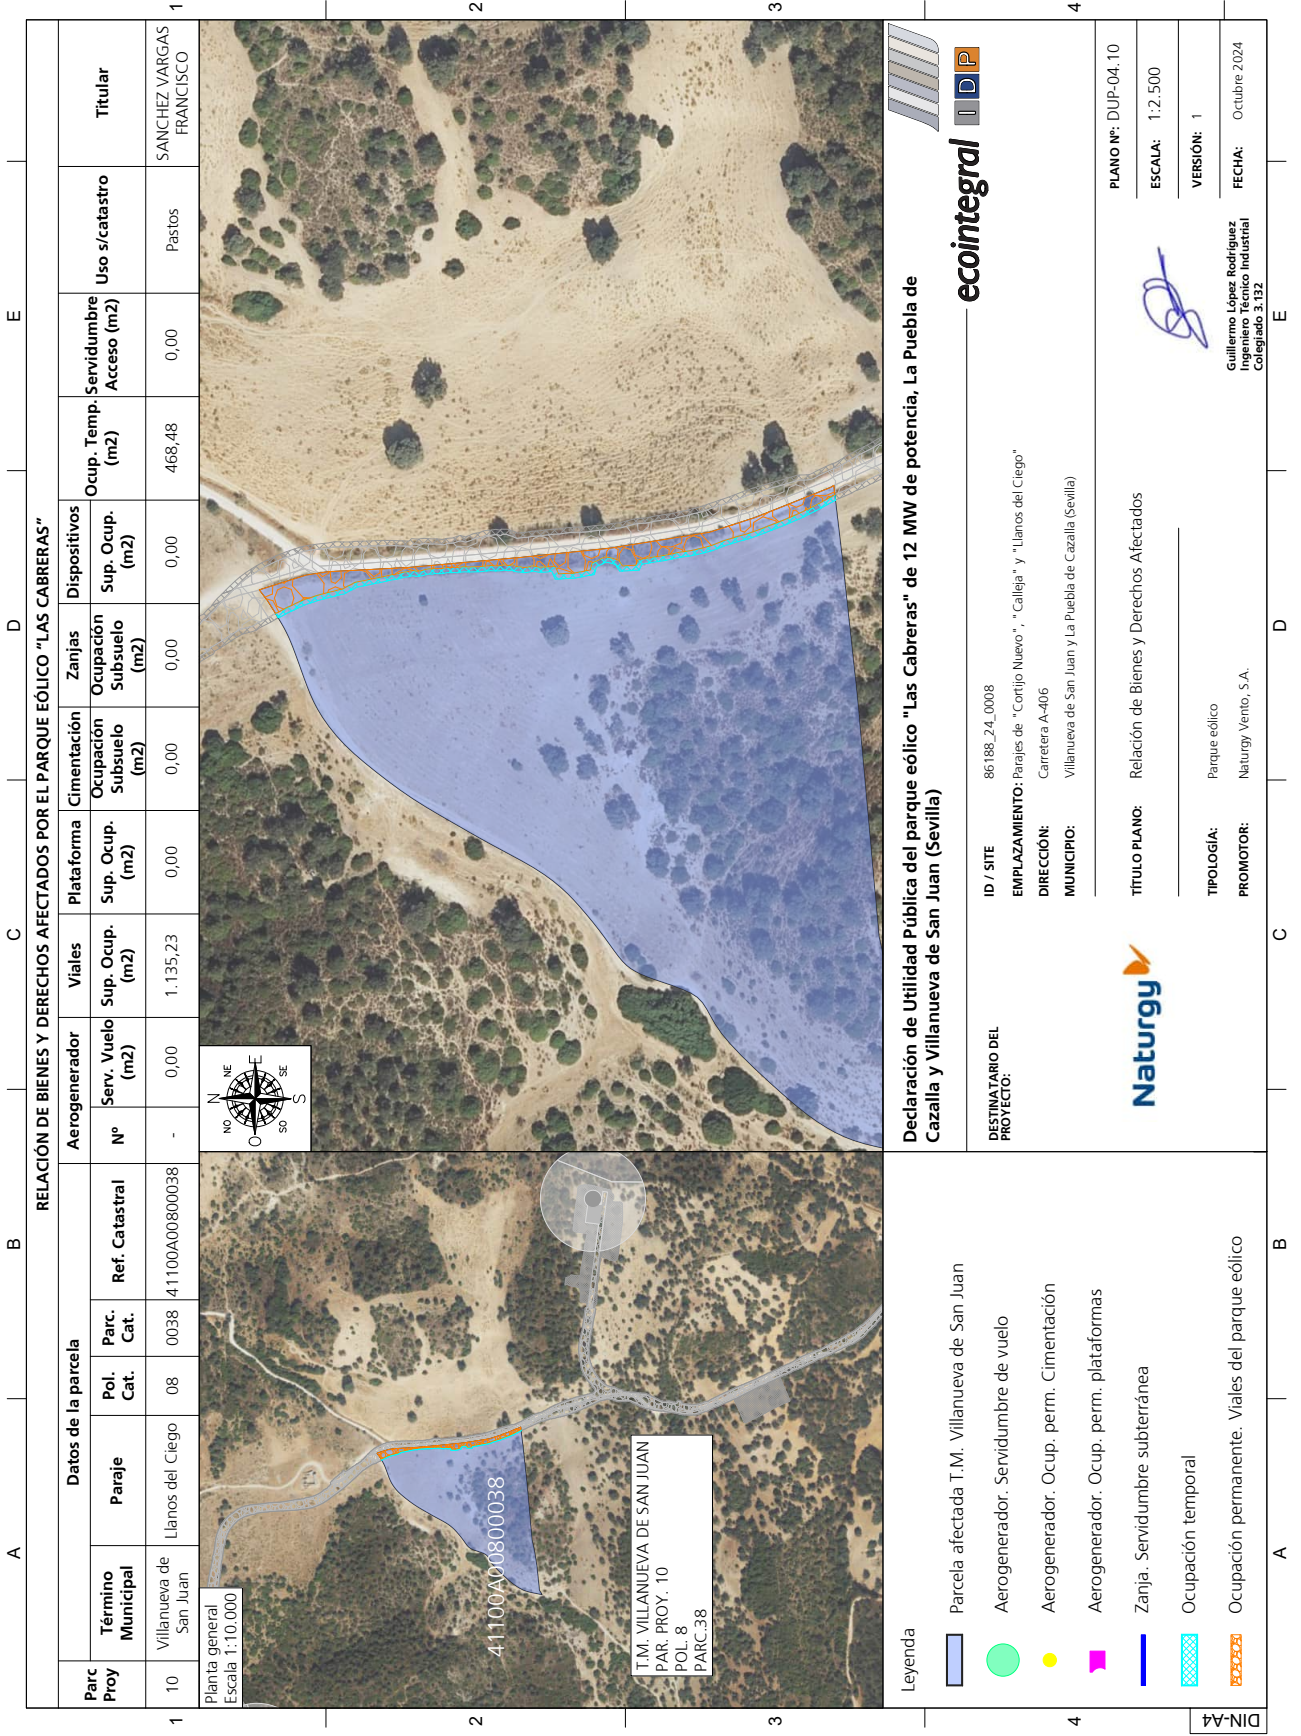 A
B
C
D
E
1
2
3
4
RELACIÓN DE BIENES Y DERECHOS AFECTADOS POR EL PARQUE EÓLICO "LAS CABRERAS"
Parc
Proy
Datos de la parcela
Término
Municipal
Paraje
Pol.
Cat.
Parc.
Cat.
Ref. Catastral
Aerogenerador
Nº
Serv. Vuelo
(m2)
Viales
Sup. Ocup.
(m2)
Plataforma
Sup. Ocup.
(m2)
Cimentación
Ocupación
Subsuelo
(m2)
Zanjas
Ocupación
Subsuelo
(m2)
Dispositivos
Sup. Ocup.
(m2)
Ocup. Temp.
(m2)
Servidumbre
Acceso (m2)
Uso s/catastro
Titular
10
Villanueva de
San Juan
Llanos del Ciego
08
0038
41100A00800038
-
0,00
1.135,23
0,00
0,00
0,00
0,00
468,48
0,00
Pastos
SANCHEZ VARGAS
FRANCISCO
Planta general
Escala 1:10.000
41100A00800038
T.M. VILLANUEVA DE SAN JUAN
PAR. PROY. 10
POL. 8
PARC.38
N
NE
E
SE
S
SO
O
NO
Leyenda
Parcela afectada T.M. Villanueva de San Juan
Aerogenerador. Servidumbre de vuelo
Aerogenerador. Ocup. perm. Cimentación
Aerogenerador. Ocup. perm. plataformas
Zanja. Servidumbre subterránea
Ocupación temporal
Ocupación permanente. Viales del parque eólico
Declaración de Utilidad Pública del parque eólico "Las Cabreras" de 12 MW de potencia, La Puebla de
Cazalla y Villanueva de San Juan (Sevilla)
ecointegral
IDP
DESTINATARIO DEL
PROYECTO:
Naturgy
ID / SITE 86188_24_0008
EMPLAZAMIENTO: Parajes de "Cortijo Nuevo", "Calleja" y "Llanos del Ciego"
DIRECCIÓN: Carretera A-406
MUNICIPIO: Villanueva de San Juan y La Puebla de Cazalla (Sevilla)
TÍTULO PLANO: Relación de Bienes y Derechos Afectados
TIPOLOGÍA: Parque eólico
PROMOTOR: Naturgy Vento, S.A.
Guillermo López Rodríguez
Ingeniero Técnico Industrial
Colegiado 3.132
PLANO Nº: DUP-04.10
ESCALA: 1:2.500
VERSIÓN: 1
FECHA: Octubre 2024
DIN-A4
A
B
C
D
E
1
2
3
4